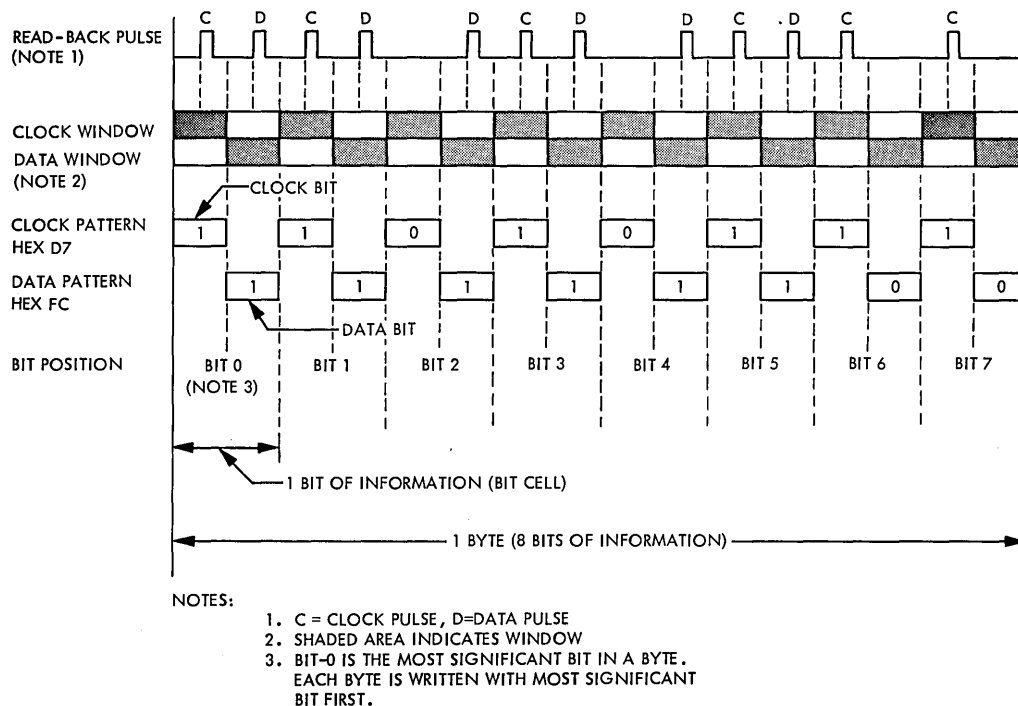 C D C D D C D D C D C C
READ-BACK PULSE
(NOTE 1)
CLOCK WINDOW
DATA WINDOW
(NOTE 2)
CLOCK BIT
CLOCK PATTERN
HEX D7
1 1 0 1 0 1 1 1
DATA PATTERN
HEX FC
1 1 1 1 1 1 0 0
DATA BIT
BIT POSITION BIT 0 BIT 1 BIT 2 BIT 3 BIT 4 BIT 5 BIT 6 BIT 7
(NOTE 3)
1 BIT OF INFORMATION (BIT CELL)
1 BYTE (8 BITS OF INFORMATION)
NOTES:
1. C = CLOCK PULSE, D=DATA PULSE
2. SHADED AREA INDICATES WINDOW
3. BIT-0 IS THE MOST SIGNIFICANT BIT IN A BYTE.
EACH BYTE IS WRITTEN WITH MOST SIGNIFICANT
BIT FIRST.